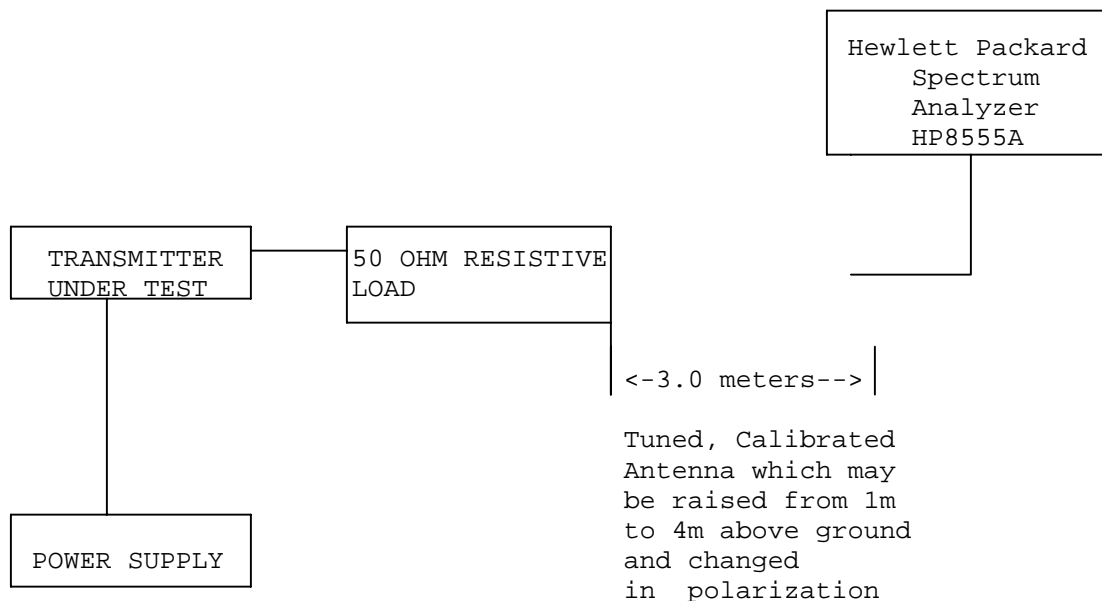 Hewlett Packard
Spectrum
Analyzer
HP8555A
TRANSMITTER
UNDER TEST
50 OHM RESISTIVE
LOAD
<-3.0 meters-->
Tuned, Calibrated
Antenna which may
be raised from 1m
to 4m above ground
and changed
in polarization
POWER SUPPLY